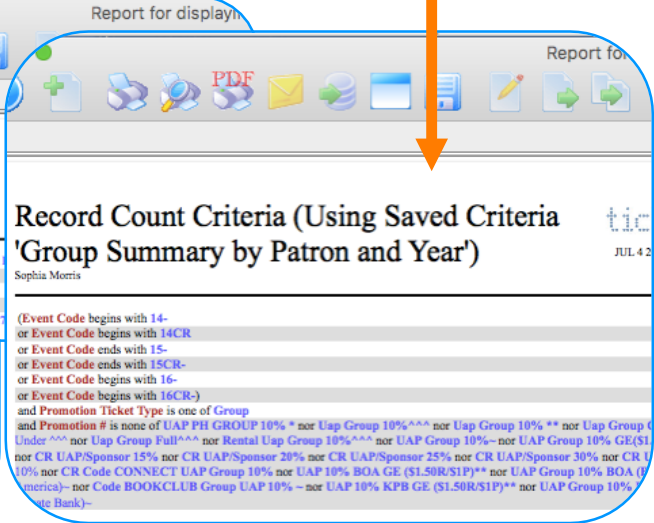 Report for displayin
Report for
PDF
Record Count Criteria (Using Saved Criteria
'Group Summary by Patron and Year')
tic
Sophia Morris
JUL 4 2
(Event Code begins with 14-
or Event Code begins with 14CR
or Event Code ends with 15-
or Event Code ends with 15CR-
or Event Code begins with 16-
or Event Code begins with 16CR-)
and Promotion Ticket Type is one of Group
and Promotion # is none of UAP PH GROUP 10% * nor Uap Group 10%^^^ nor Uap Group 10% ** nor Uap Group
Under ^^^ nor Uap Group Full^^^ nor Rental Uap Group 10%^^^ nor UAP Group 10%~ nor UAP Group 10% GE($1.
nor CR UAP/Sponsor 15% nor CR UAP/Sponsor 20% nor CR UAP/Sponsor 25% nor CR UAP/Sponsor 30% nor CR U
10% nor CR Code CONNECT UAP Group 10% nor UAP 10% BOA GE ($1.50R/$1P)** nor UAP Group 10% BOA (B
America)~ nor Code BOOKCLUB Group UAP 10% ~ nor UAP 10% KPB GE ($1.50R/$1P)** nor UAP Group 10%
ate Bank)~